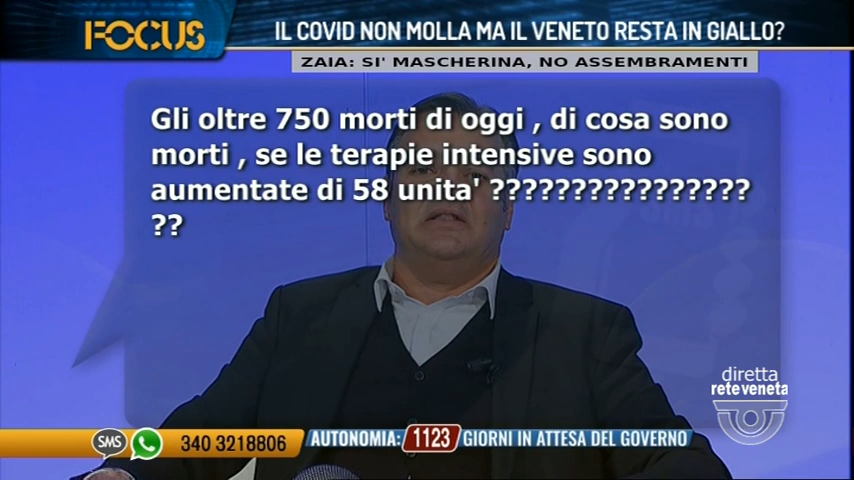 FOCUS
IL COVID NON MOLLA MA IL VENETO RESTA IN GIALLO?
ZAIA: SI' MASCHERINA, NO ASSEMBRAMENTI
Gli oltre 750 morti di oggi , di cosa sono
morti , se le terapie intensive sono
aumentate di 58 unita' ????????????????
??
diretta
reteveneta
SMS
340 3218806
AUTONOMIA: 1123 GIORNI IN ATTESA DEL GOVERNO